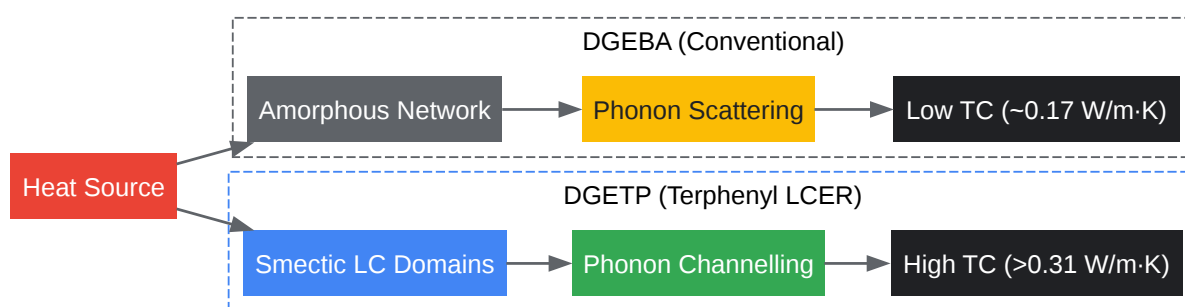 DGEBA (Conventional)
Amorphous Network
Phonon Scattering
Low TC (~0.17 W/m·K)
Heat Source
DGETP (Terphenyl LCER)
Smectic LC Domains
Phonon Channelling
High TC (>0.31 W/m·K)